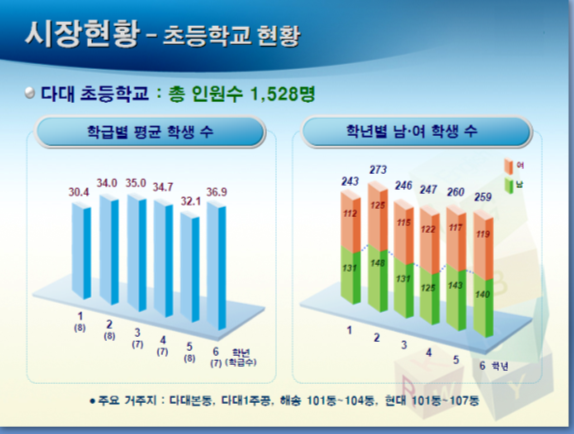 시장현황 - 초등학교 현황
다대 초등학교 : 총 인원수 1,528명
학급별 평균 학생 수
학년별 남·여 학생 수
30.4 34.0 35.0 34.7 32.1 36.9
1 2 3 4 5 6 학년
(8) (8) (7) (7) (8) (7) (학급수)
여
남
243 273 246 247 260 259
112 125 115 122 117 119
131 148 131 125 143 140
1 2 3 4 5 6 학년
• 주요 거주지 : 다대본동, 다대1주공, 해송 101동~104동, 현대 101동~107동